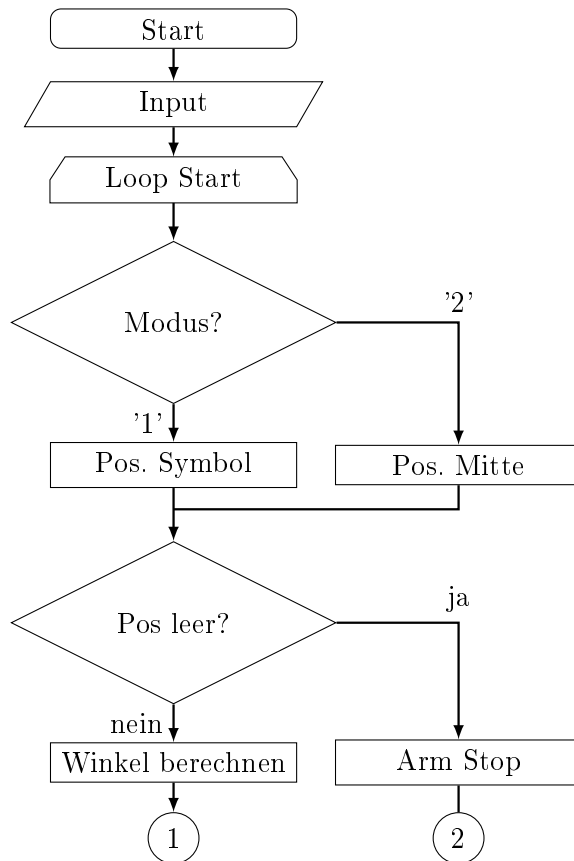 Start
Input
Loop Start
Modus?
'2'
'1'
Pos. Symbol
Pos. Mitte
Pos leer?
ja
nein
Winkel berechnen
Arm Stop
1
2